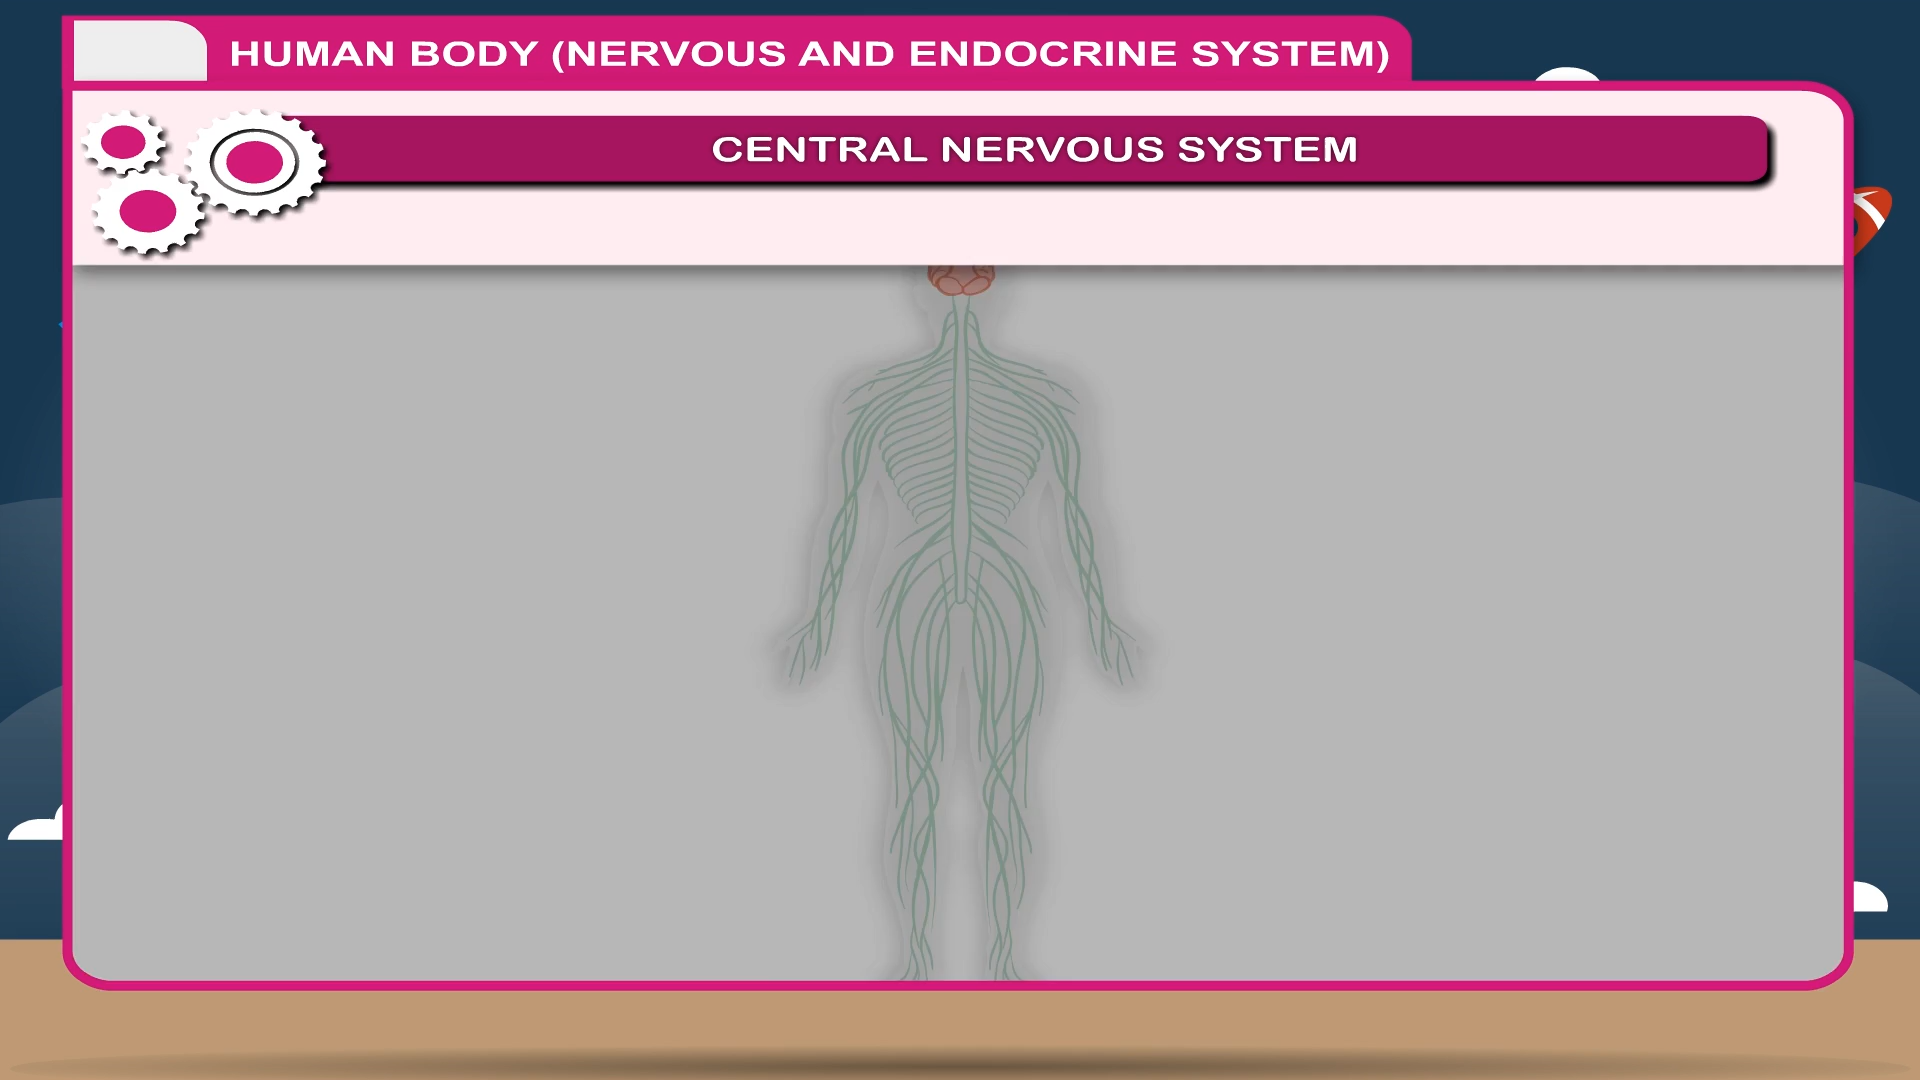 HUMAN BODY (NERVOUS AND ENDOCRINE SYSTEM)
CENTRAL NERVOUS SYSTEM